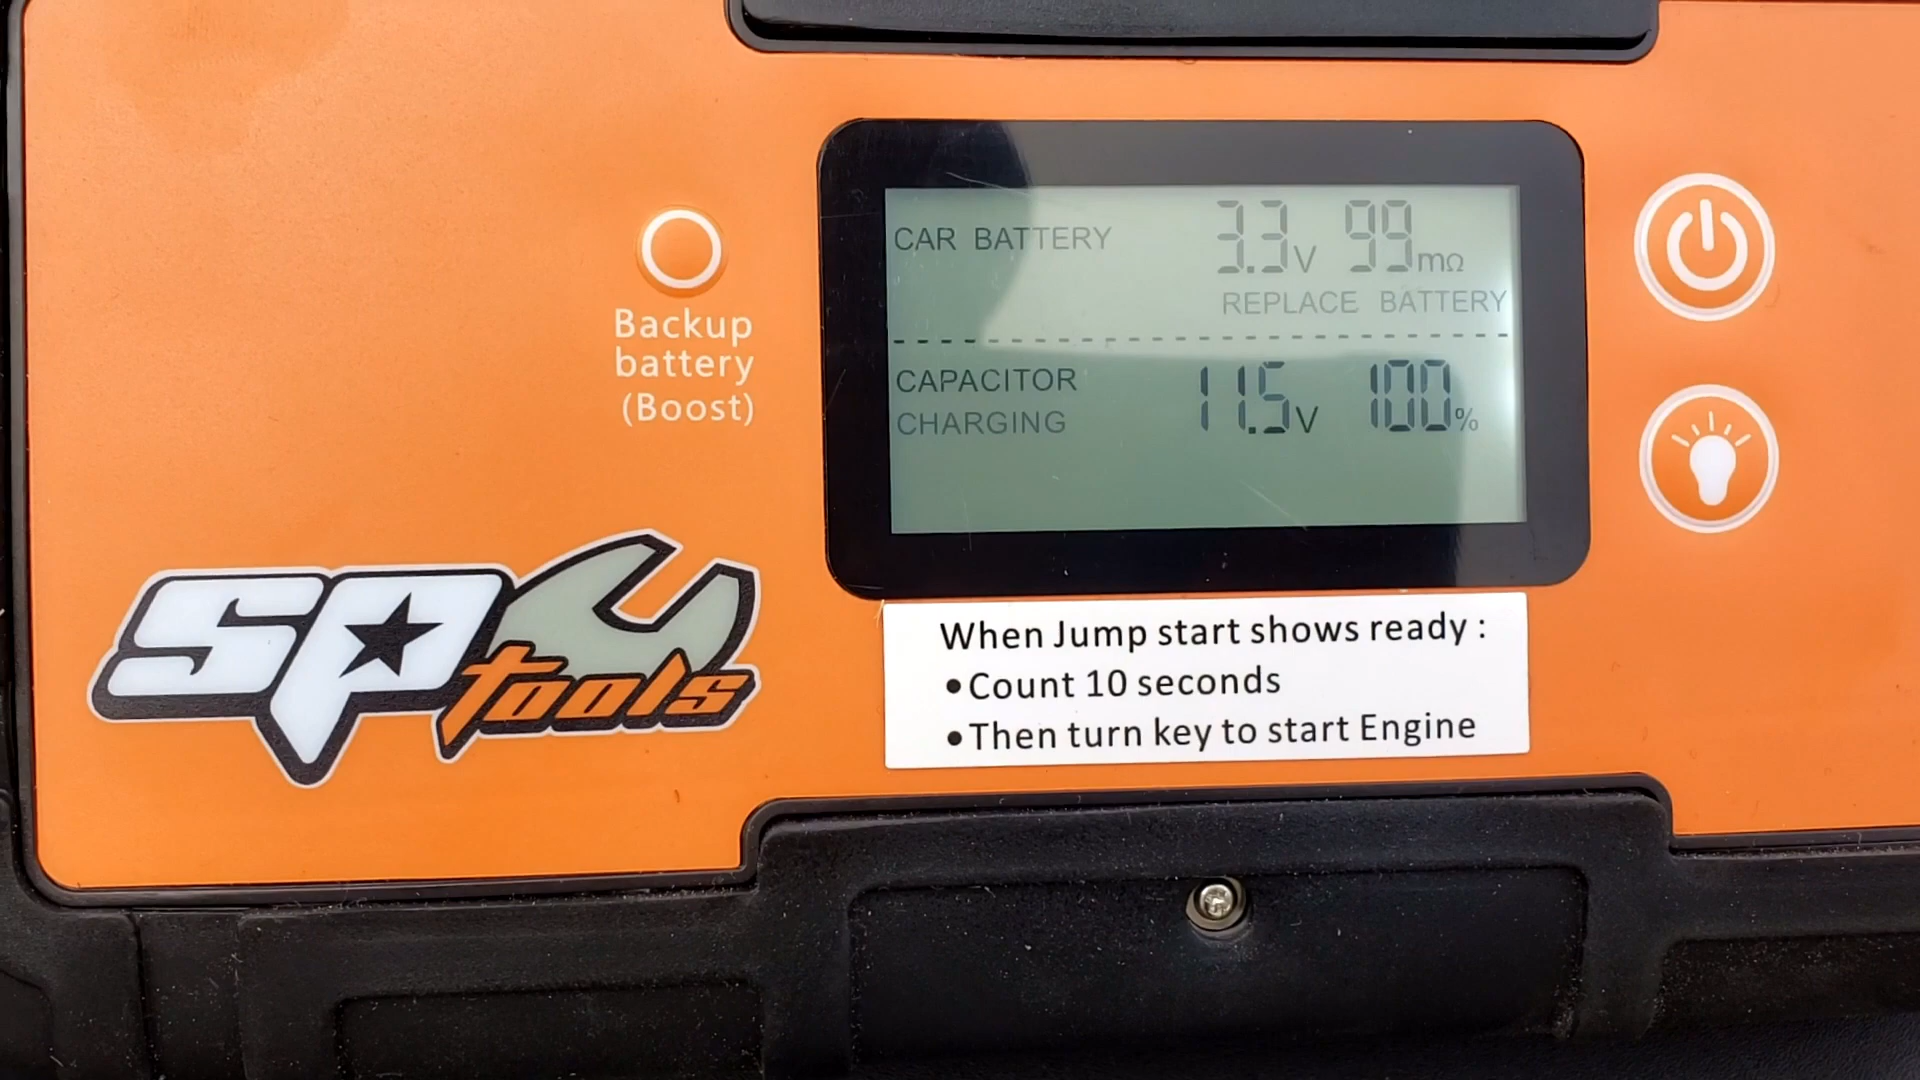 CAR BATTERY 3.3V 99mΩ
REPLACE BATTERY
CAPACITOR 11.5V 100%
CHARGING
Backup
battery
(Boost)
SP tools
When Jump start shows ready :
•Count 10 seconds
•Then turn key to start Engine